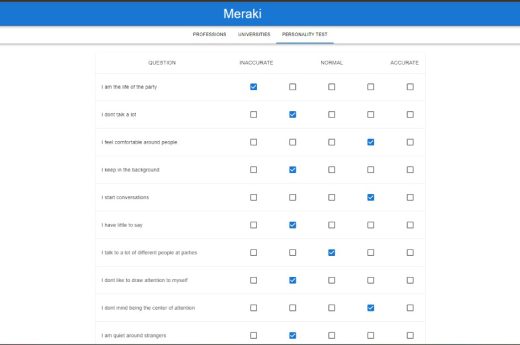 Meraki
PROFESSIONS UNIVERSITIES PERSONALITY TEST
QUESTION INACCURATE NORMAL ACCURATE
I am the life of the party
I dont talk a lot
I feel comfortable around people
I keep in the background
I start conversations
I have little to say
I talk to a lot of different people at parties
I dont like to draw attention to myself
I dont mind being the center of attention
I am quiet around strangers